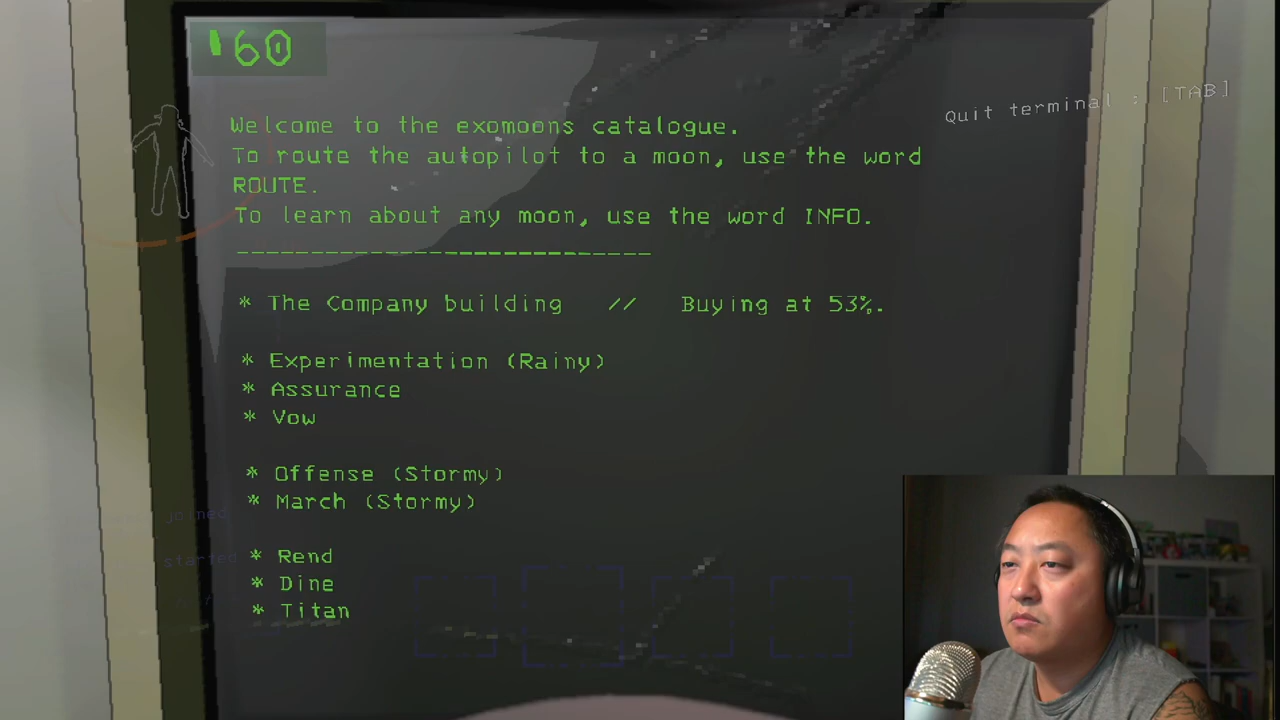 '60
Quit terminal : [TAB]
Welcome to the exomoons catalogue.
To route the autopilot to a moon, use the word
ROUTE.
To learn about any moon, use the word INFO.
----------------------------
* The Company building // Buying at 53%.
* Experimentation (Rainy)
* Assurance
* Vow
* Offense (Stormy)
* March (Stormy)
joined
started
* Rend
* Dine
* Titan